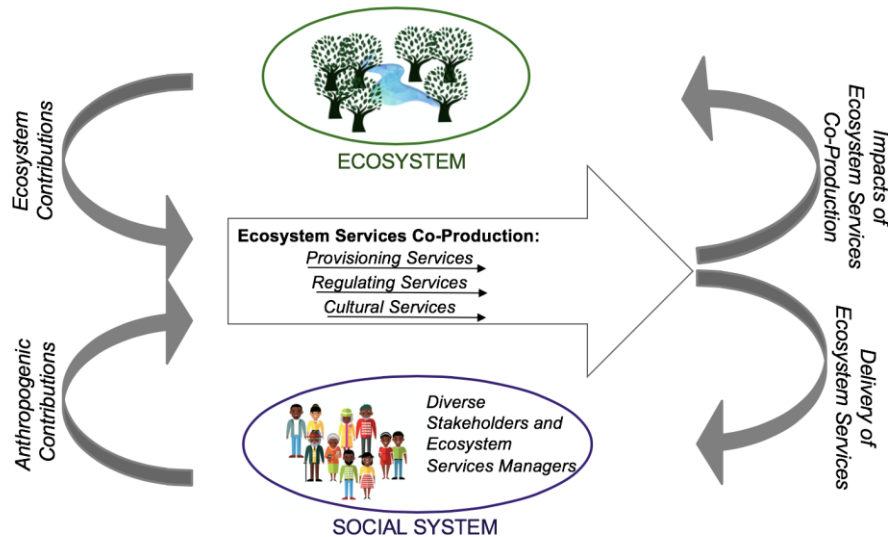 ECOSYSTEM
Ecosystem
Contributions
Impacts of
Ecosystem Services
Co-Production
Ecosystem Services Co-Production:
Provisioning Services
Regulating Services
Cultural Services
Anthropogenic
Contributions
Delivery of
Ecosystem Services
Diverse
Stakeholders and
Ecosystem
Services Managers
SOCIAL SYSTEM